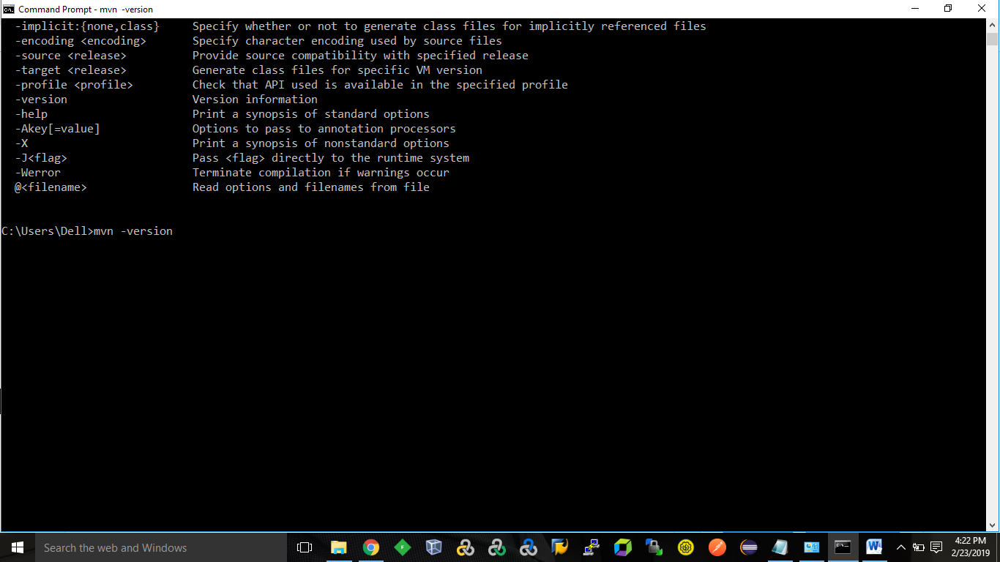 Command Prompt - mvn  -version
-implicit:{none,class}     Specify whether or not to generate class files for implicitly referenced files
-encoding <encoding>       Specify character encoding used by source files
-source <release>          Provide source compatibility with specified release
-target <release>          Generate class files for specific VM version
-profile <profile>         Check that API used is available in the specified profile
-version                   Version information
-help                      Print a synopsis of standard options
-Akey[=value]              Options to pass to annotation processors
-X                         Print a synopsis of nonstandard options
-J<flag>                   Pass <flag> directly to the runtime system
-Werror                    Terminate compilation if warnings occur
@<filename>                Read options and filenames from file
C:\Users\Dell>mvn -version
Search the web and Windows
4:22 PM
2/23/2019